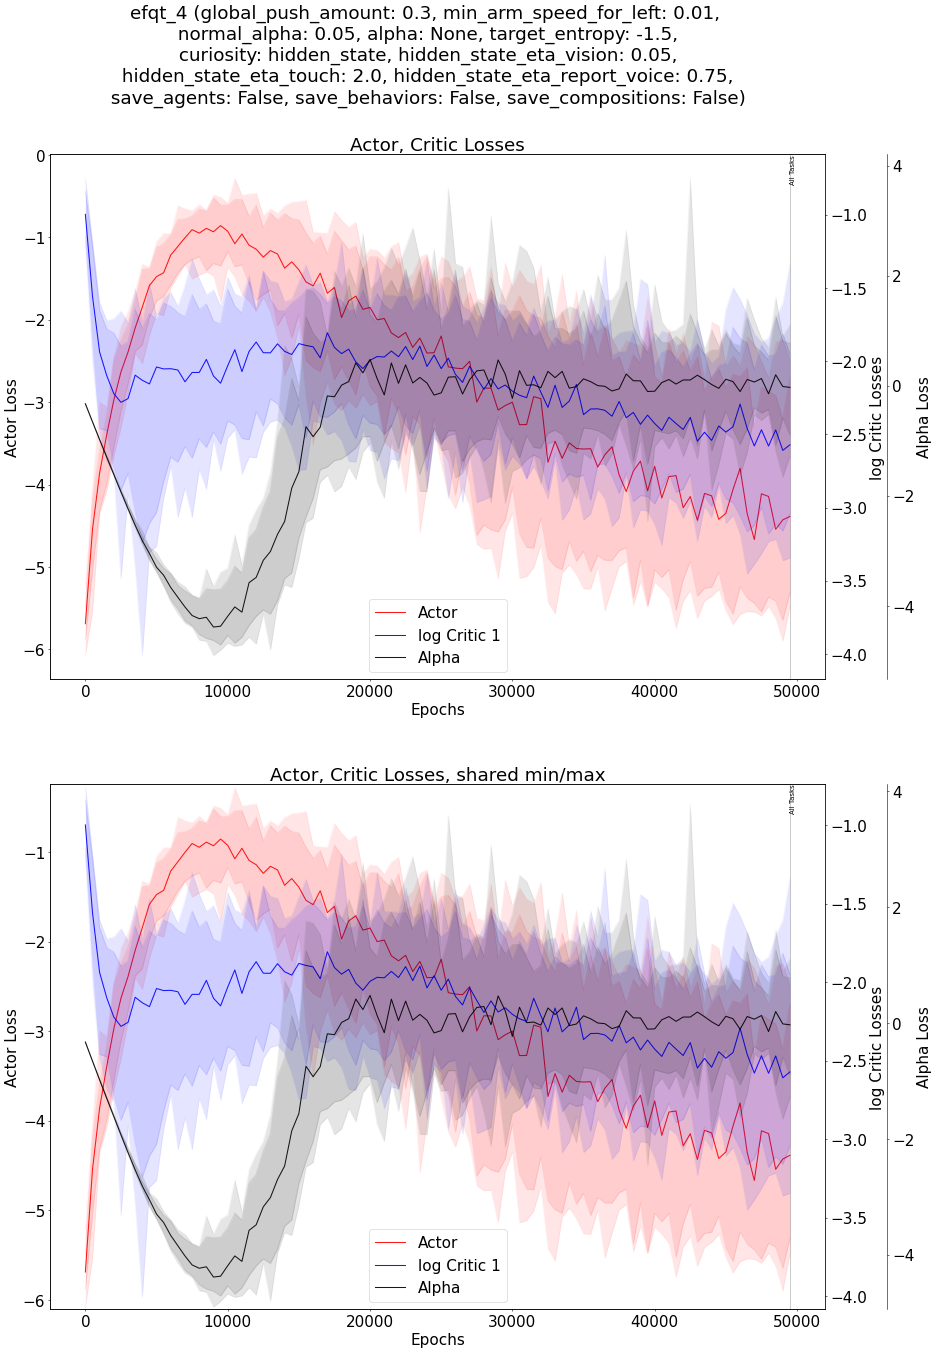 efqt_4 (global_push_amount: 0.3, min_arm_speed_for_left: 0.01,
normal_alpha: 0.05, alpha: None, target_entropy: -1.5,
curiosity: hidden_state, hidden_state_eta_vision: 0.05,
hidden_state_eta_touch: 2.0, hidden_state_eta_report_voice: 0.75,
save_agents: False, save_behaviors: False, save_compositions: False)
Actor, Critic Losses
All Tasks
0
−1
−2
−3
−4
−5
−6
Actor Loss
−1.0
−1.5
−2.0
−2.5
−3.0
−3.5
−4.0
log Critic Losses
4
2
0
−2
−4
Alpha Loss
Actor
log Critic 1
Alpha
0 10000 20000 30000 40000 50000
Epochs
Actor, Critic Losses, shared min/max
All Tasks
−1
−2
−3
−4
−5
−6
Actor Loss
−1.0
−1.5
−2.0
−2.5
−3.0
−3.5
−4.0
log Critic Losses
4
2
0
−2
−4
Alpha Loss
Actor
log Critic 1
Alpha
0 10000 20000 30000 40000 50000
Epochs